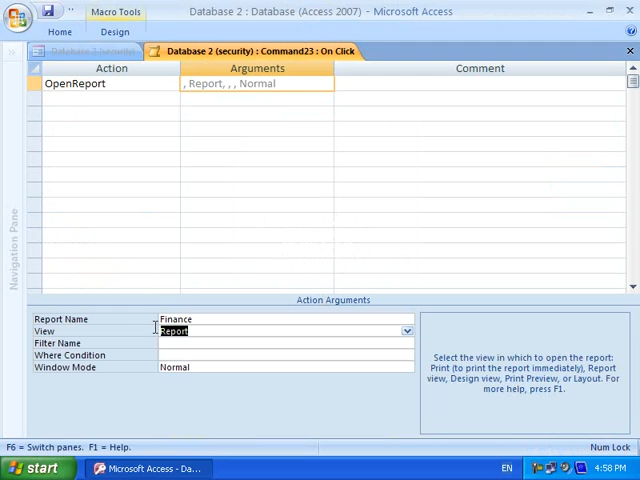 Database 2 : Database (Access 2007) - Microsoft Access
Macro Tools
Home
Design
Database 2 (security)
Database 2 (security) : Command23 : On Click
Action
Arguments
Comment
OpenReport
, Report, , , Normal
Navigation Pane
Action Arguments
Report Name
Finance
View
Report
Filter Name
Where Condition
Window Mode
Normal
Select the view in which to open the report:
Print (to print the report immediately), Report
view, Design view, Print Preview, or Layout. For
more help, press F1.
F6 = Switch panes. F1 = Help.
Num Lock
start
Microsoft Access - Da...
EN
4:58 PM